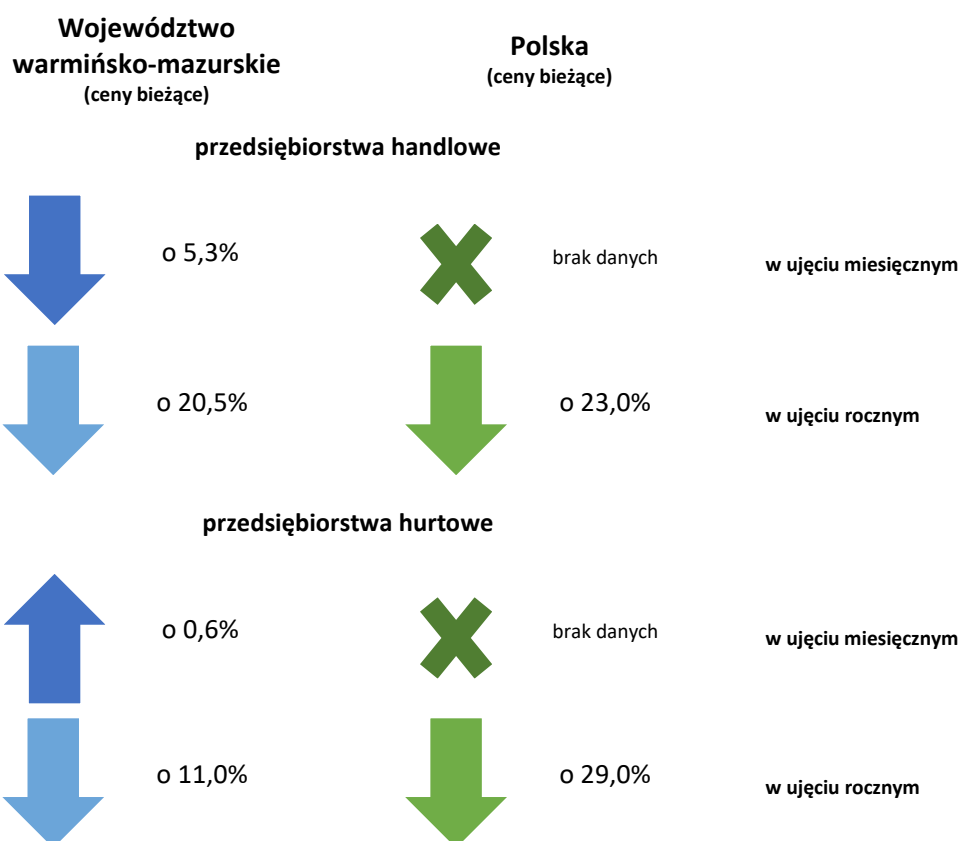 Województwo
warmińsko-mazurskie
(ceny bieżące)
Polska
(ceny bieżące)
przedsiębiorstwa handlowe
o 5,3%
brak danych
w ujęciu miesięcznym
o 20,5%
o 23,0%
w ujęciu rocznym
przedsiębiorstwa hurtowe
o 0,6%
brak danych
w ujęciu miesięcznym
o 11,0%
o 29,0%
w ujęciu rocznym